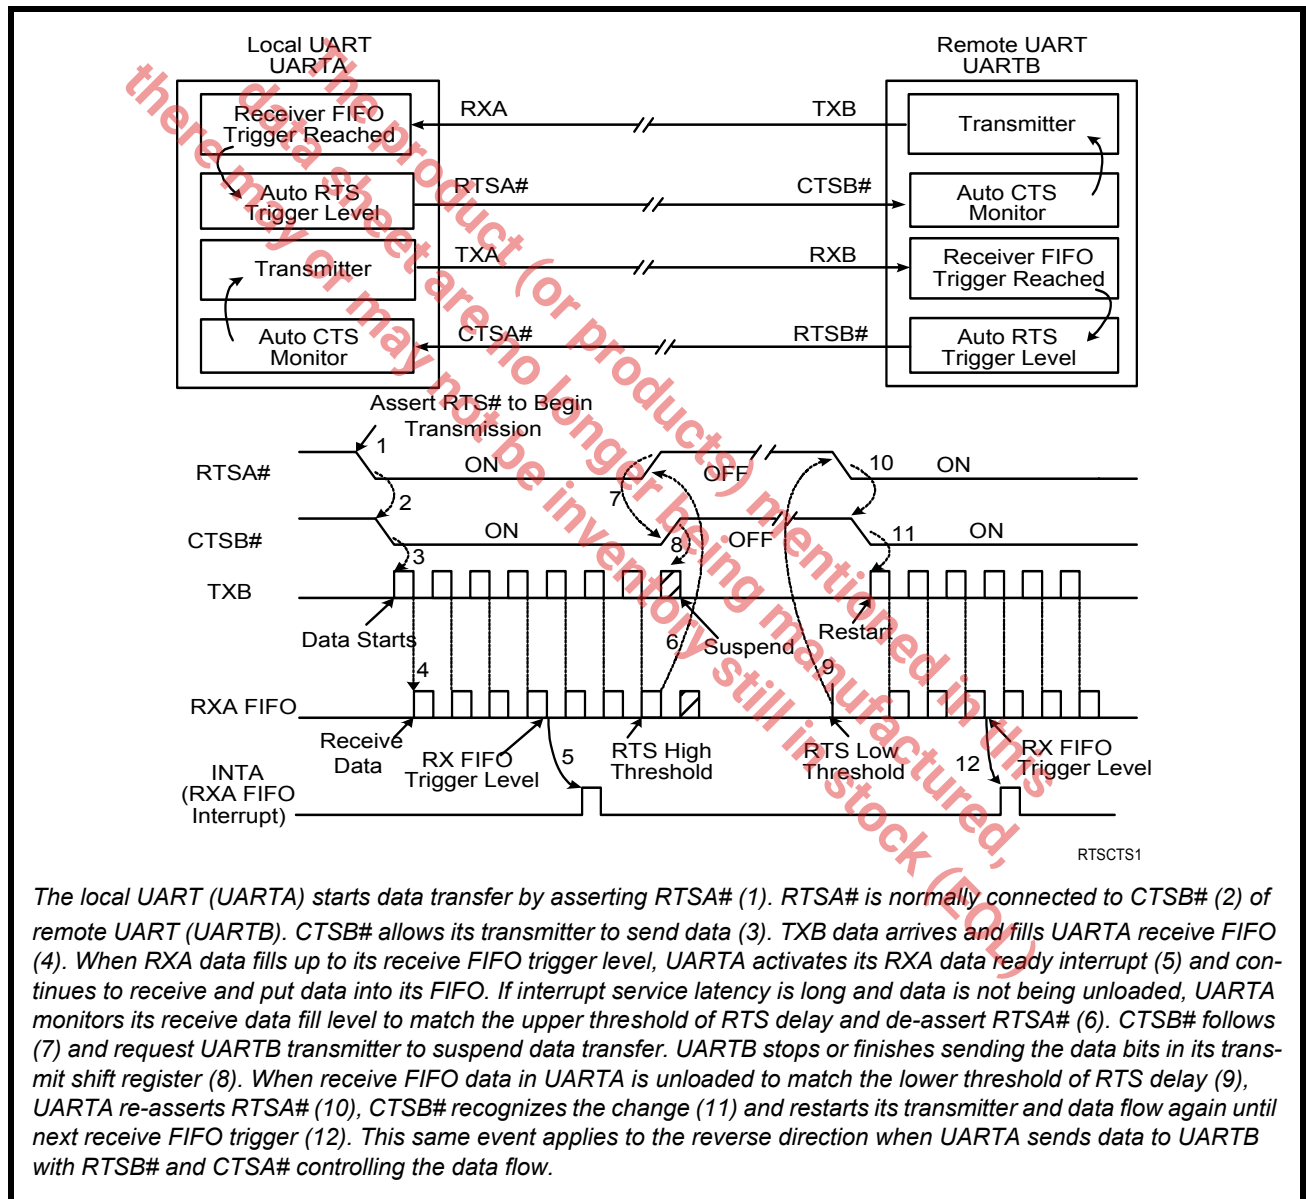 Local UART
UARTA
Remote UART
UARTB
Receiver FIFO
Trigger Reached
RXA
TXB
Transmitter
Auto RTS
Trigger Level
RTSA#
CTSB#
Auto CTS
Monitor
Transmitter
TXA
RXB
Receiver FIFO
Trigger Reached
Auto CTS
Monitor
CTSA#
RTSB#
Auto RTS
Trigger Level
Assert RTS# to Begin
Transmission
RTSA#
1
ON
OFF
10
ON
2
7
CTSB#
ON
OFF
ON
3
8
11
TXB
Data Starts
6
Suspend
Restart
4
9
RXA FIFO
Receive
Data
RX FIFO
Trigger Level
5
RTS High
Threshold
RTS Low
Threshold
12
RX FIFO
Trigger Level
INTA
(RXA FIFO
Interrupt)
RTSCTS1
The product (or products) mentioned in this
data sheet are no longer being manufactured,
there may or may not be inventory still in stock (EOL)
The local UART (UARTA) starts data transfer by asserting RTSA# (1). RTSA# is normally connected to CTSB# (2) of
remote UART (UARTB). CTSB# allows its transmitter to send data (3). TXB data arrives and fills UARTA receive FIFO
(4). When RXA data fills up to its receive FIFO trigger level, UARTA activates its RXA data ready interrupt (5) and con-
tinues to receive and put data into its FIFO. If interrupt service latency is long and data is not being unloaded, UARTA
monitors its receive data fill level to match the upper threshold of RTS delay and de-assert RTSA# (6). CTSB# follows
(7) and request UARTB transmitter to suspend data transfer. UARTB stops or finishes sending the data bits in its trans-
mit shift register (8). When receive FIFO data in UARTA is unloaded to match the lower threshold of RTS delay (9),
UARTA re-asserts RTSA# (10), CTSB# recognizes the change (11) and restarts its transmitter and data flow again until
next receive FIFO trigger (12). This same event applies to the reverse direction when UARTA sends data to UARTB
with RTSB# and CTSA# controlling the data flow.